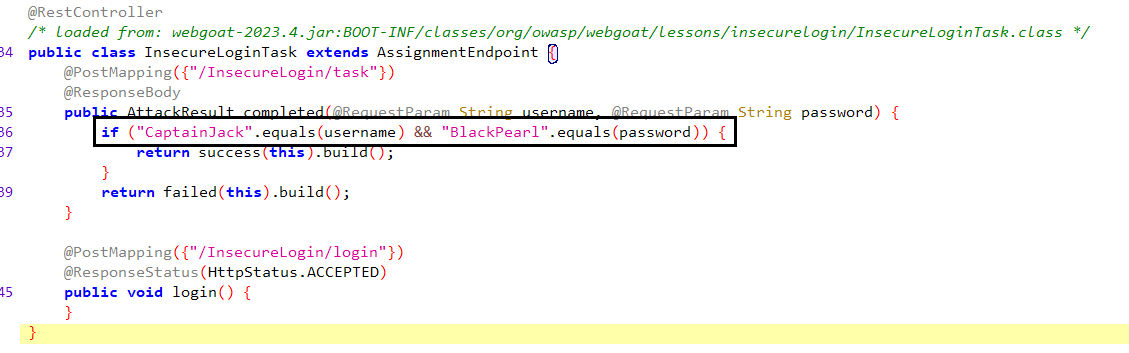 @RestController
/* loaded from: webgoat-2023.4.jar:BOOT-INF/classes/org/owasp/webgoat/lessons/insecurelogin/InsecureLoginTask.class */
34 public class InsecureLoginTask extends AssignmentEndpoint {
@PostMapping({"/InsecureLogin/task"})
@ResponseBody
35 public AttackResult completed(@RequestParam String username, @RequestParam String password) {
36 if ("CaptainJack".equals(username) && "BlackPearl".equals(password)) {
37 return success(this).build();
}
39 return failed(this).build();
}
@PostMapping({"/InsecureLogin/login"})
@ResponseStatus(HttpStatus.ACCEPTED)
45 public void login() {
}
}